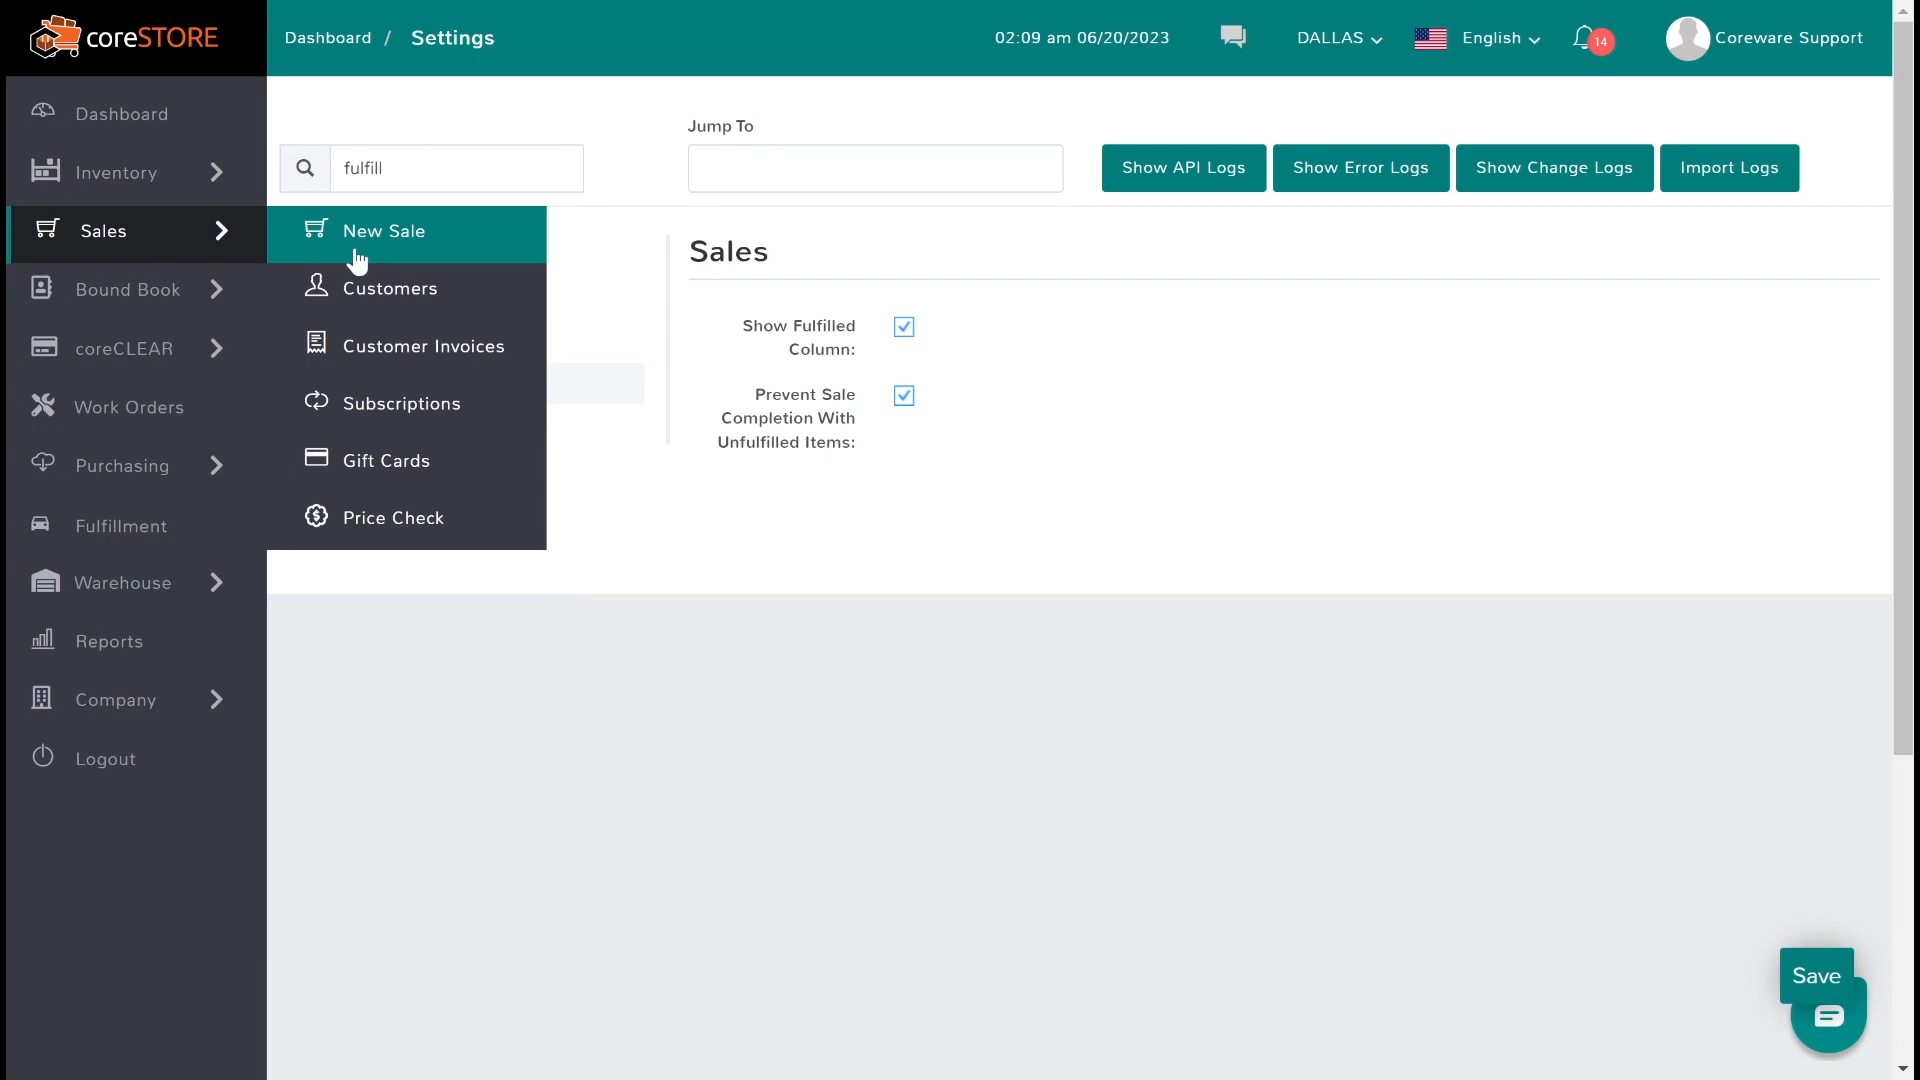 coreSTORE
Dashboard / Settings
02:09 am 06/20/2023
DALLAS
English
14
Coreware Support
Dashboard
Inventory
Sales
Bound Book
coreCLEAR
Work Orders
Purchasing
Fulfillment
Warehouse
Reports
Company
Logout
New Sale
Customers
Customer Invoices
Subscriptions
Gift Cards
Price Check
fulfill
Jump To
Show API Logs
Show Error Logs
Show Change Logs
Import Logs
Sales
Show Fulfilled
Column:
Prevent Sale
Completion With
Unfulfilled Items:
Save